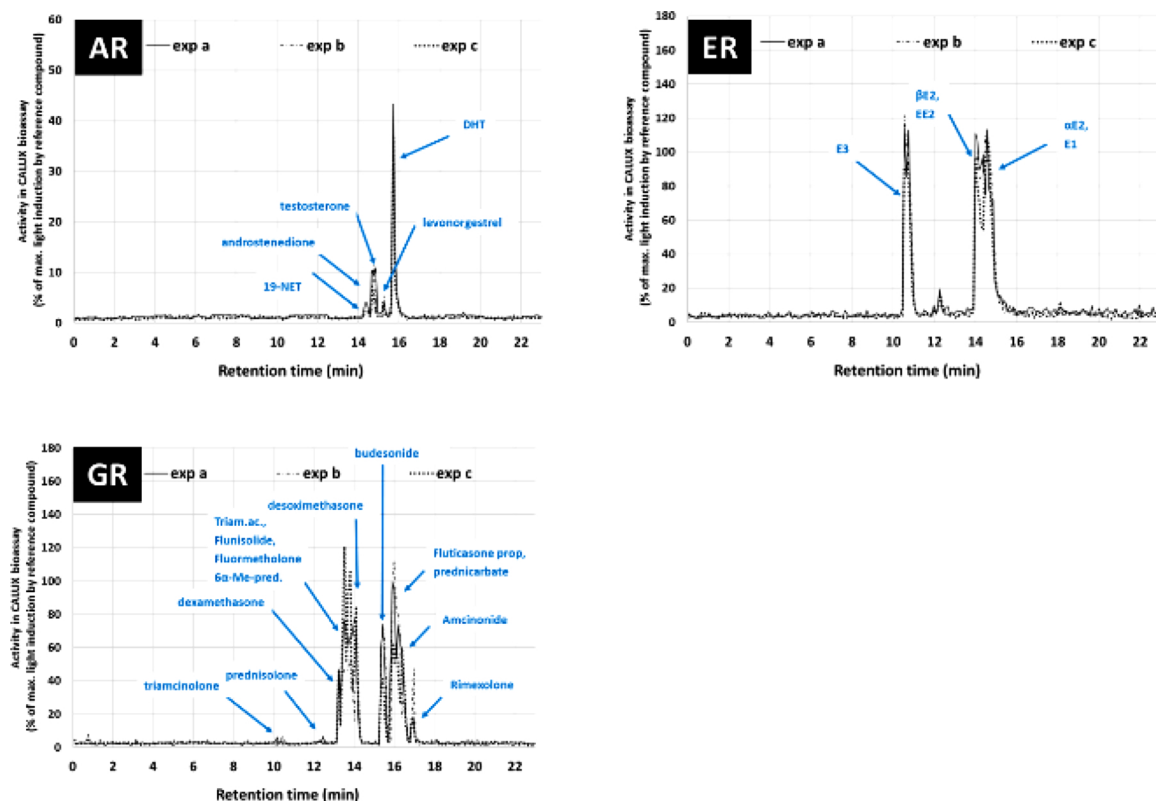 AR
exp a
exp b
exp c
Activity in CALUX bioassay
(% of max. light induction by reference compound)
60
50
40
30
20
10
0
DHT
testosterone
levonorgestrel
androstenedione
19-NET
0 2 4 6 8 10 12 14 16 18 20 22
Retention time (min)
ER
exp a
exp b
exp c
Activity in CALUX bioassay
(% of max. light induction by reference compound)
180
160
140
120
100
80
60
40
20
0
βE2,
EE2
αE2,
E1
E3
0 2 4 6 8 10 12 14 16 18 20 22
Retention time (min)
GR
exp a
exp b
exp c
Activity in CALUX bioassay
(% of max. light induction by reference compound)
180
160
140
120
100
80
60
40
20
0
budesonide
desoximethasone
Triam.ac.,
Flunisolide,
Fluormetholone
6α-Me-pred.
Fluticasone prop,
prednicarbate
dexamethasone
Amcinonide
prednisolone
triamcinolone
Rimexolone
0 2 4 6 8 10 12 14 16 18 20 22
Retention time (min)